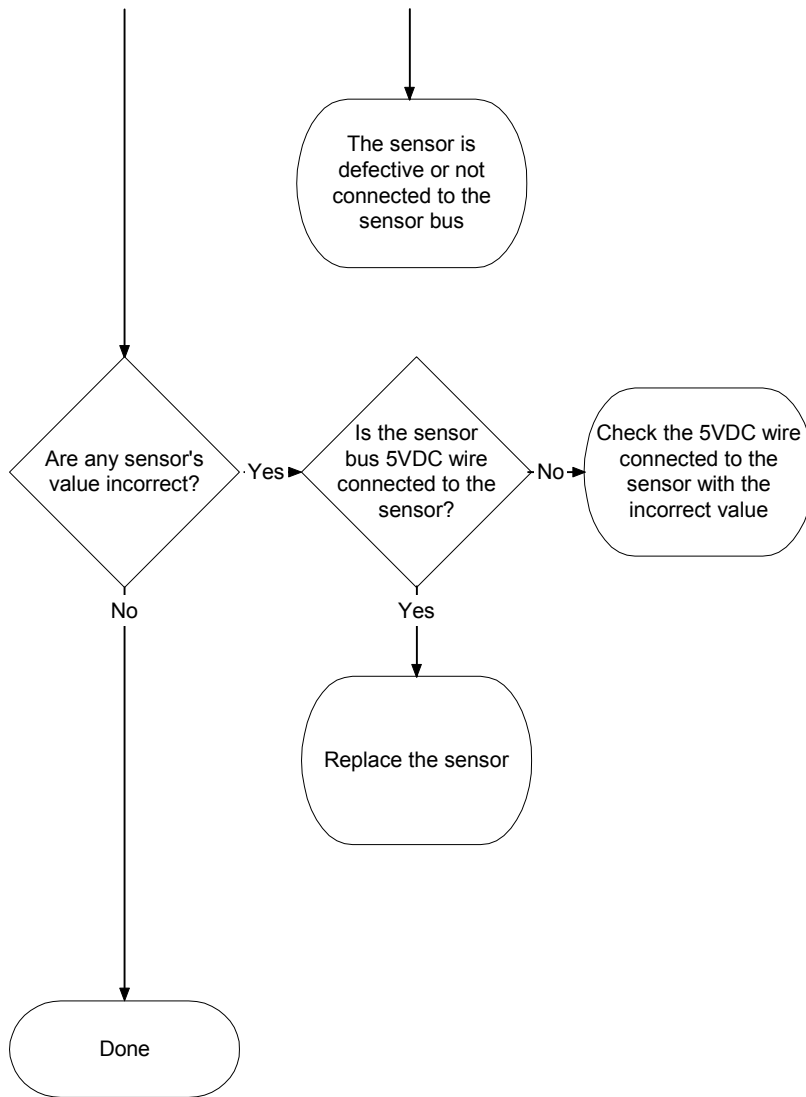 The sensor is
defective or not
connected to the
sensor bus
Are any sensor's
value incorrect?
Yes
Is the sensor
bus 5VDC wire
connected to the
sensor?
No
Check the 5VDC wire
connected to the
sensor with the
incorrect value
No
Yes
Replace the sensor
Done